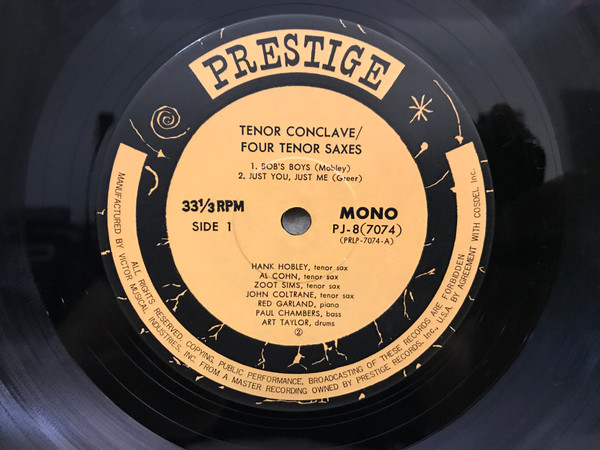 PRESTIGE
TENOR CONCLAVE/
FOUR TENOR SAXES
1. BOB'S BOYS (Mobley)
2. JUST YOU, JUST ME (Greer)
33 1/3 RPM
SIDE 1
MONO
PJ-8(7074)
(PRLP-7074-A)
HANK HOBLEY, tenor sax
AL COHN, tenor sax
ZOOT SIMS, tenor sax
JOHN COLTRANE, tenor sax
RED GARLAND, piano
PAUL CHAMBERS, bass
ART TAYLOR, drums
②
MANUFACTURED BY VICTOR MUSICAL INDUSTRIES, INC. FROM A MASTER RECORDING OWNED BY PRESTIGE RECORDS, Inc., U.S.A. BY AGREEMENT WITH COSDEL Inc.
ALL RIGHTS RESERVED, COPYING, PUBLIC PERFORMANCE, BROADCASTING OF THESE RECORDS ARE FORBIDDEN